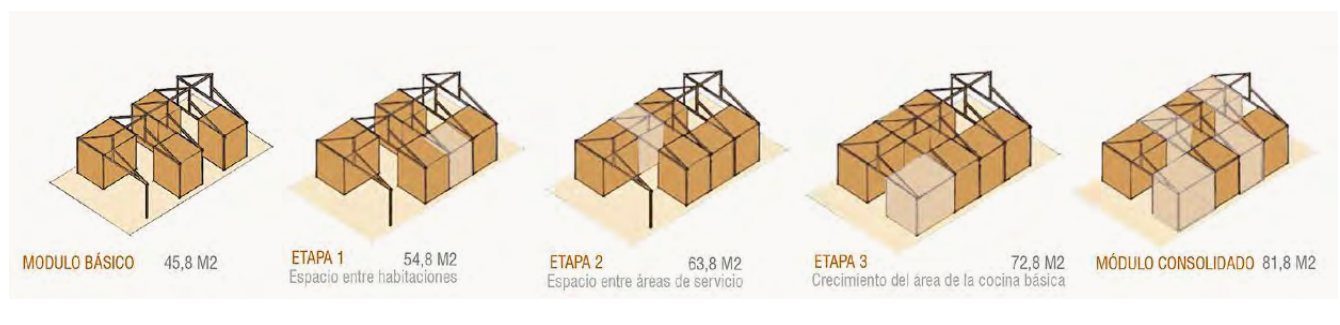 MODULO BÁSICO 45,8 M2
ETAPA 1 54,8 M2
Espacio entre habitaciones
ETAPA 2 63,8 M2
Espacio entre áreas de servicio
ETAPA 3 72,8 M2
Crecimiento del área de la cocina básica
MÓDULO CONSOLIDADO 81,8 M2